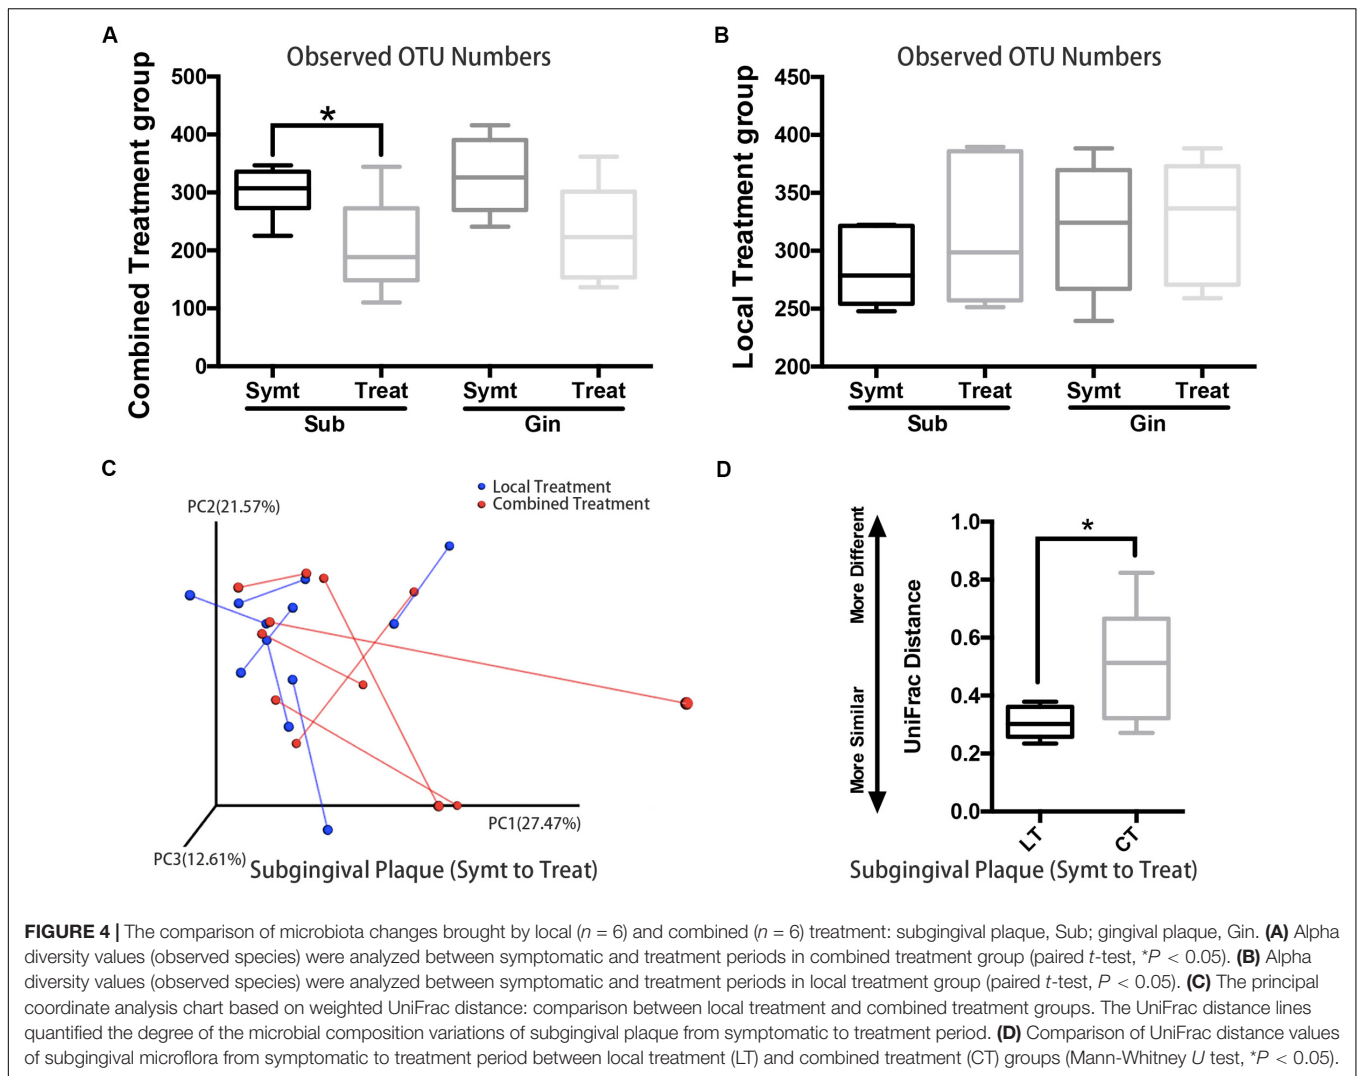 A
Observed OTU Numbers
Combined Treatment group
500
400
300
200
100
0
*
Symt Treat Symt Treat
Sub Gin
B
Observed OTU Numbers
Local Treatment group
450
400
350
300
250
200
Symt Treat Symt Treat
Sub Gin
C
Local Treatment
Combined Treatment
PC2(21.57%)
PC1(27.47%)
PC3(12.61%)
Subgingival Plaque (Symt to Treat)
D
More Different
More Similar
UniFrac Distance
1.0
0.8
0.6
0.4
0.2
0.0
*
LT CT
Subgingival Plaque (Symt to Treat)
FIGURE 4 | The comparison of microbiota changes brought by local (n = 6) and combined (n = 6) treatment: subgingival plaque, Sub; gingival plaque, Gin. (A) Alpha
diversity values (observed species) were analyzed between symptomatic and treatment periods in combined treatment group (paired t-test, *P < 0.05). (B) Alpha
diversity values (observed species) were analyzed between symptomatic and treatment periods in local treatment group (paired t-test, P < 0.05). (C) The principal
coordinate analysis chart based on weighted UniFrac distance: comparison between local treatment and combined treatment groups. The UniFrac distance lines
quantified the degree of the microbial composition variations of subgingival plaque from symptomatic to treatment period. (D) Comparison of UniFrac distance values
of subgingival microflora from symptomatic to treatment period between local treatment (LT) and combined treatment (CT) groups (Mann-Whitney U test, *P < 0.05).